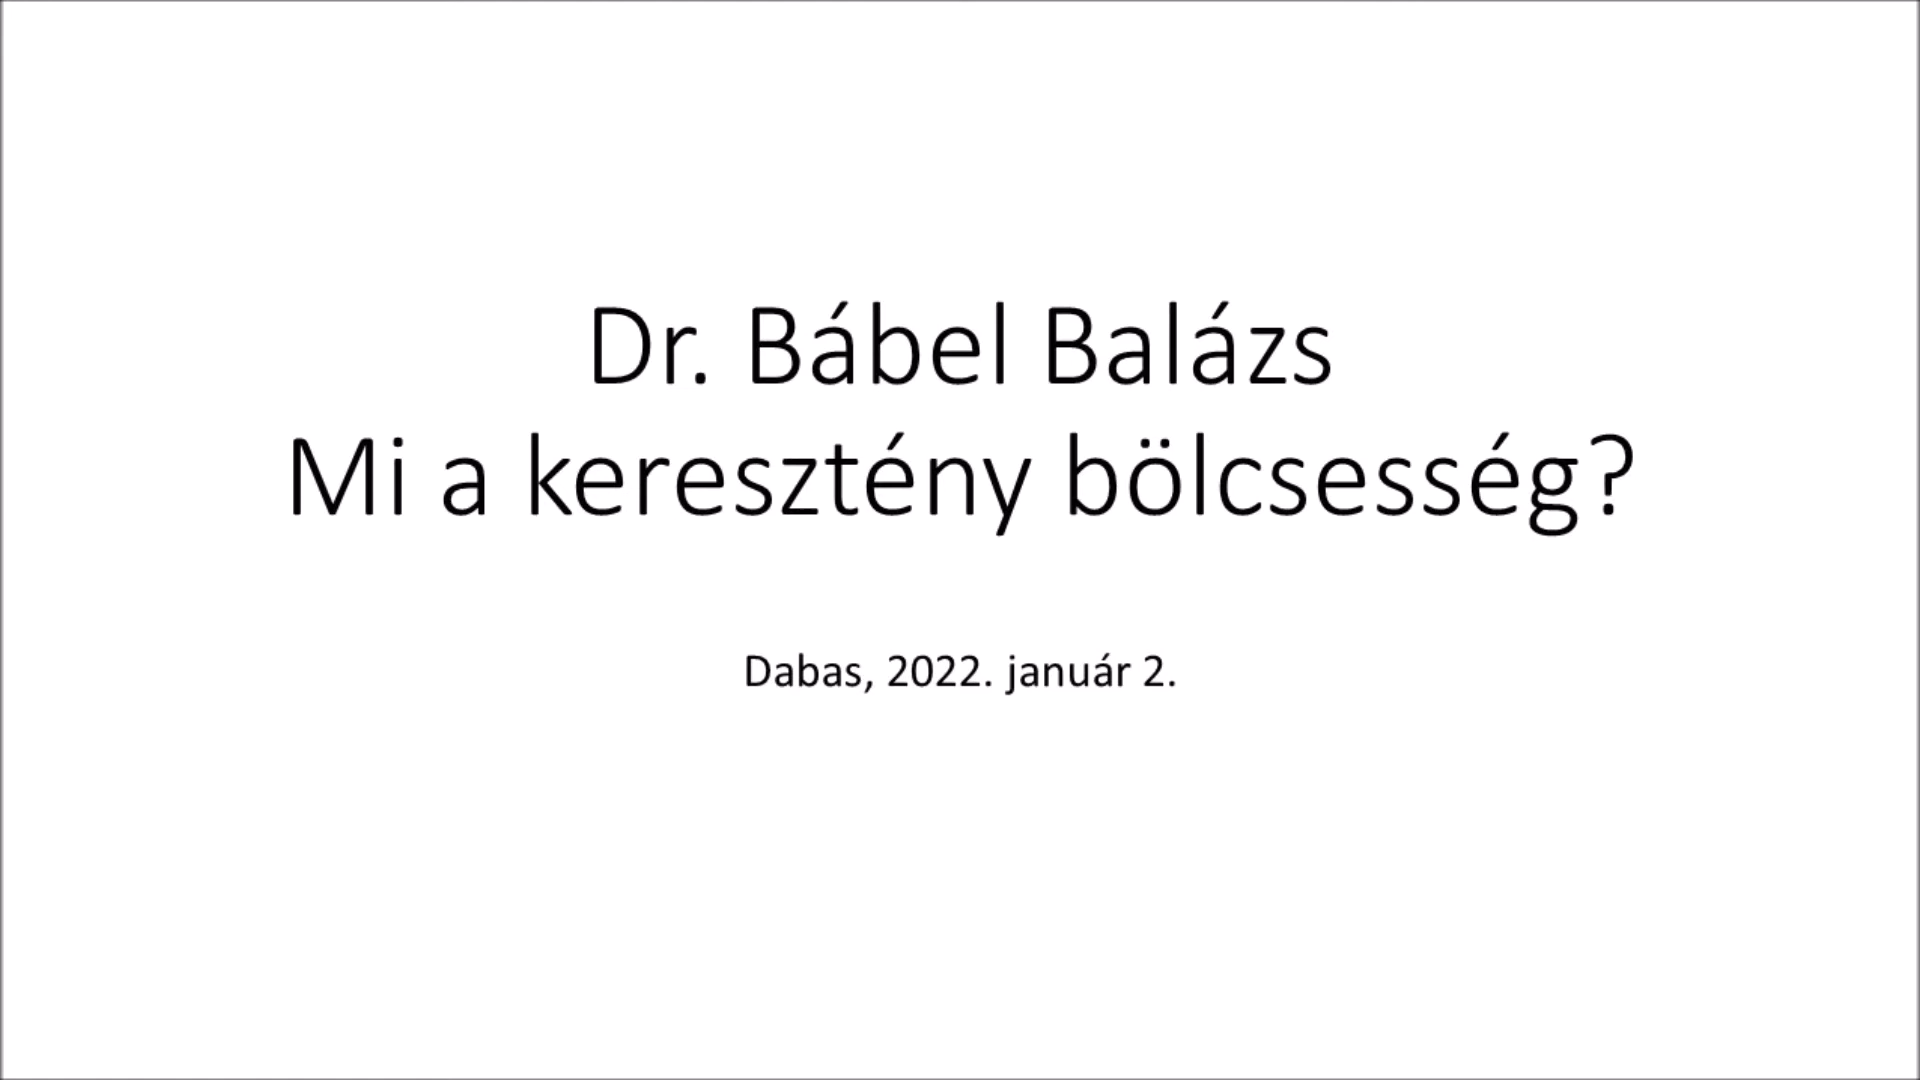 Dr. Bábel Balázs
Mi a keresztény bölcsesség?
Dabas, 2022. január 2.